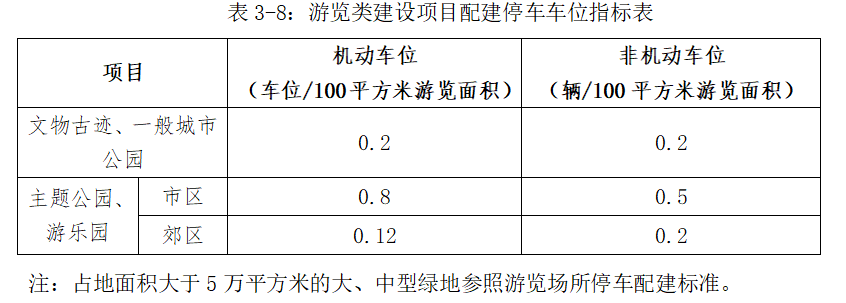 表 3-8：游览类建设项目配建停车车位指标表
项目
机动车位
（车位/100平方米游览面积）
非机动车位
（辆/100 平方米游览面积）
文物古迹、一般城市
公园
0.2
0.2
主题公园、
游乐园
市区
0.8
0.5
郊区
0.12
0.2
注：占地面积大于 5 万平方米的大、中型绿地参照游览场所停车配建标准。